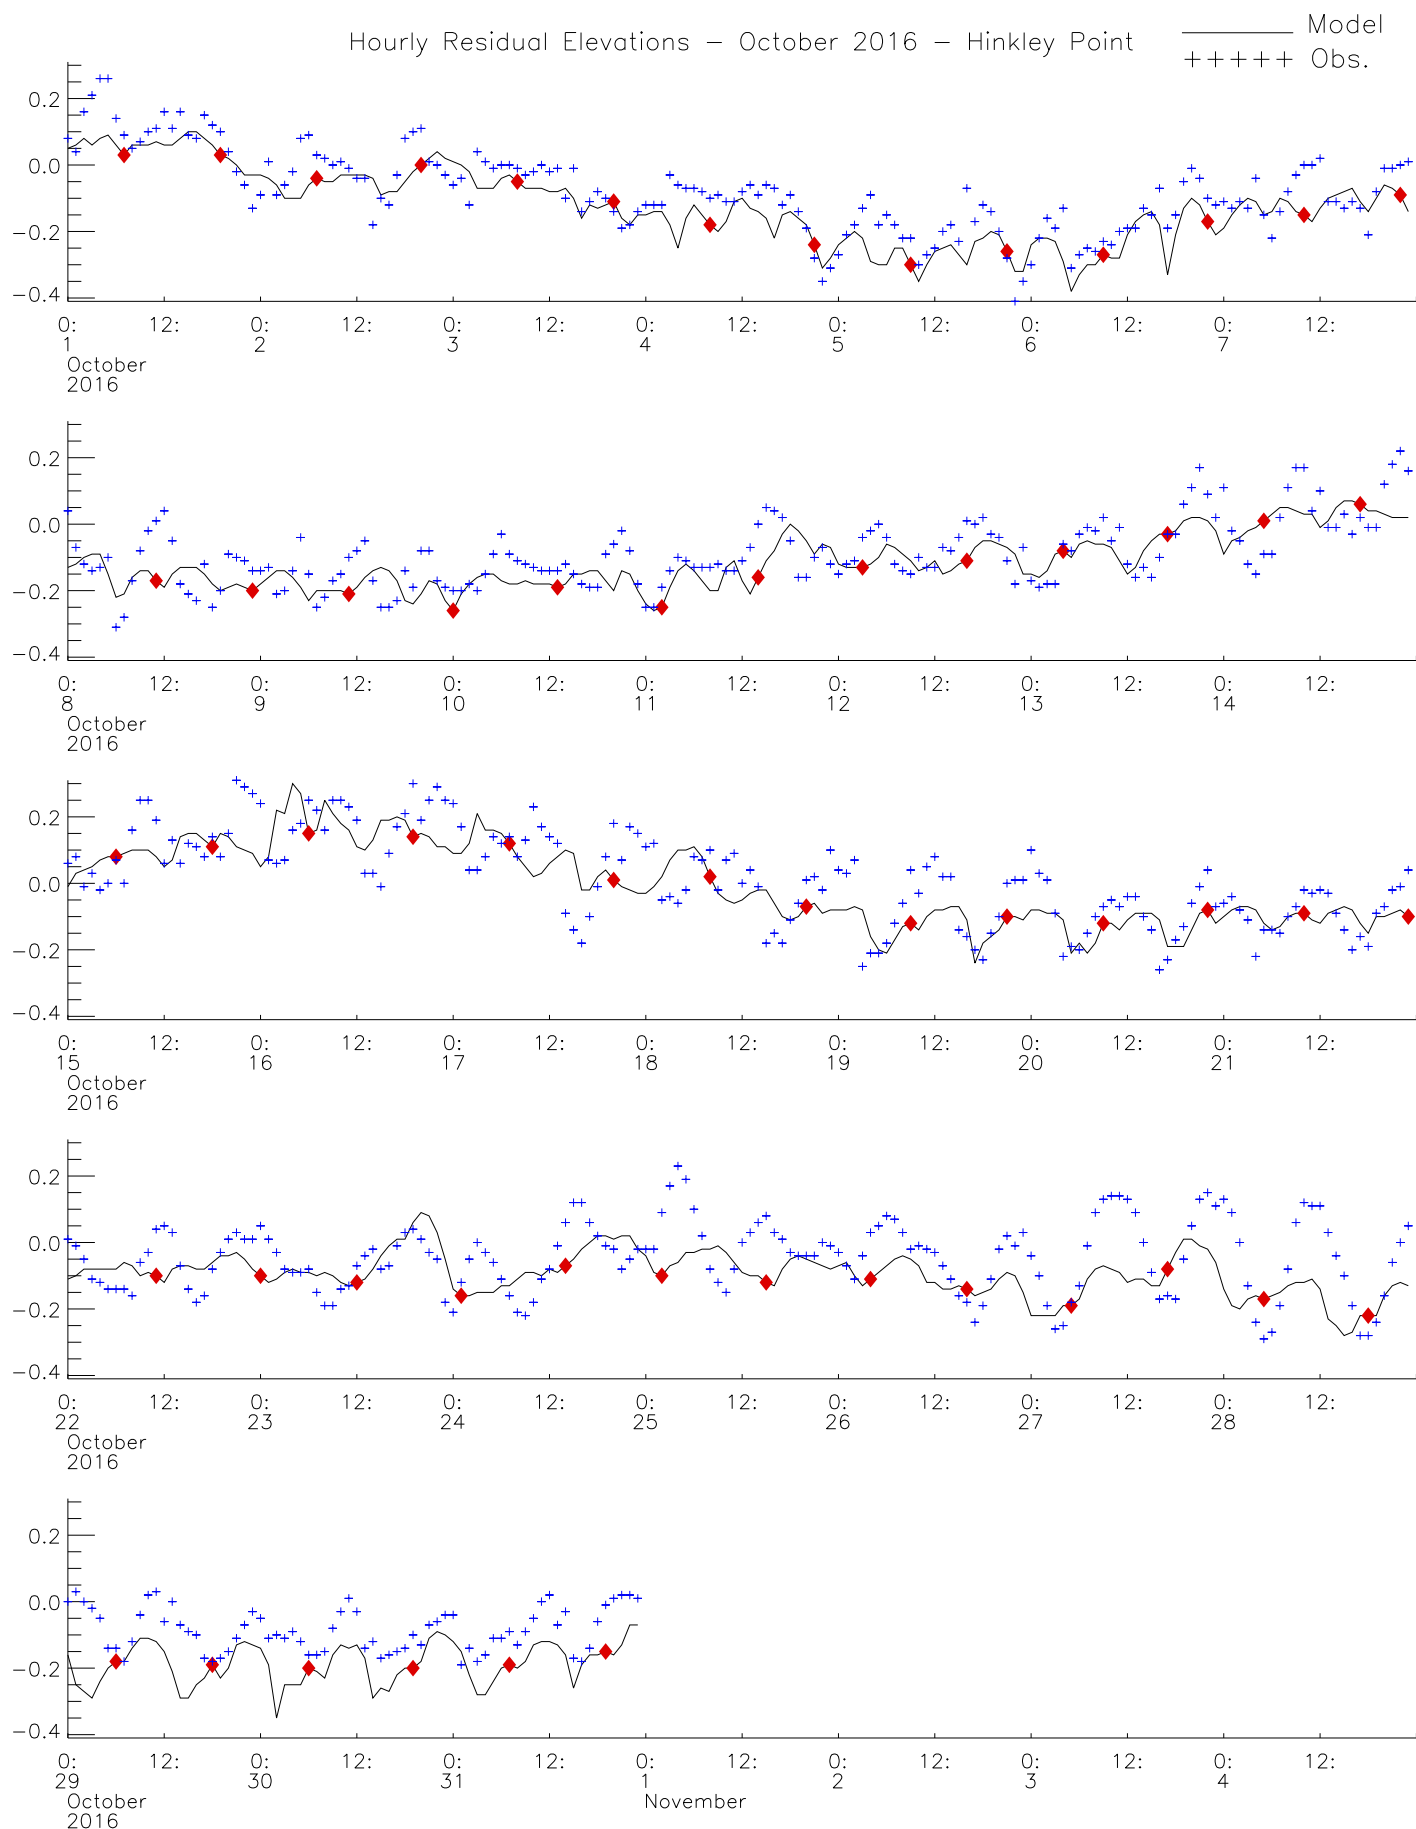 Hourly Residual Elevations – October 2016 – Hinkley Point
Model
+++++ Obs.
0.2
0.0
−0.2
−0.4
0: 12: 0: 12: 0: 12: 0: 12: 0: 12: 0: 12: 0: 12:
1 2 3 4 5 6 7
October
2016
0.2
0.0
−0.2
−0.4
0: 12: 0: 12: 0: 12: 0: 12: 0: 12: 0: 12: 0: 12:
8 9 10 11 12 13 14
October
2016
0.2
0.0
−0.2
−0.4
0: 12: 0: 12: 0: 12: 0: 12: 0: 12: 0: 12: 0: 12:
15 16 17 18 19 20 21
October
2016
0.2
0.0
−0.2
−0.4
0: 12: 0: 12: 0: 12: 0: 12: 0: 12: 0: 12: 0: 12:
22 23 24 25 26 27 28
October
2016
0.2
0.0
−0.2
−0.4
0: 12: 0: 12: 0: 12: 0: 12: 0: 12: 0: 12: 0: 12:
29 30 31 1 2 3 4
October November
2016